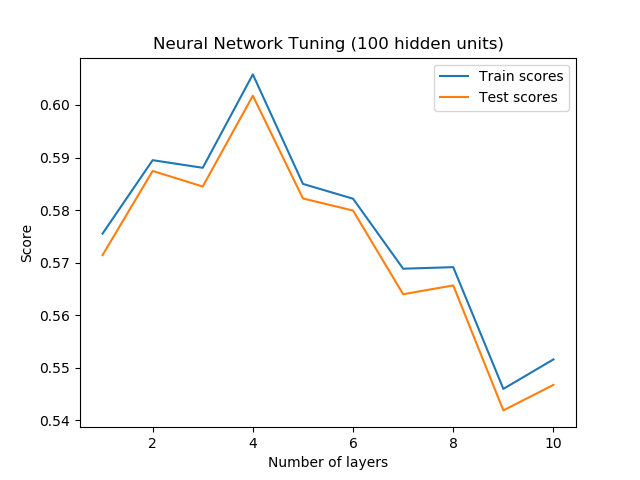 Neural Network Tuning (100 hidden units)
Train scores
Test scores
0.60
0.59
0.58
0.57
0.56
0.55
0.54
Score
2
4
6
8
10
Number of layers